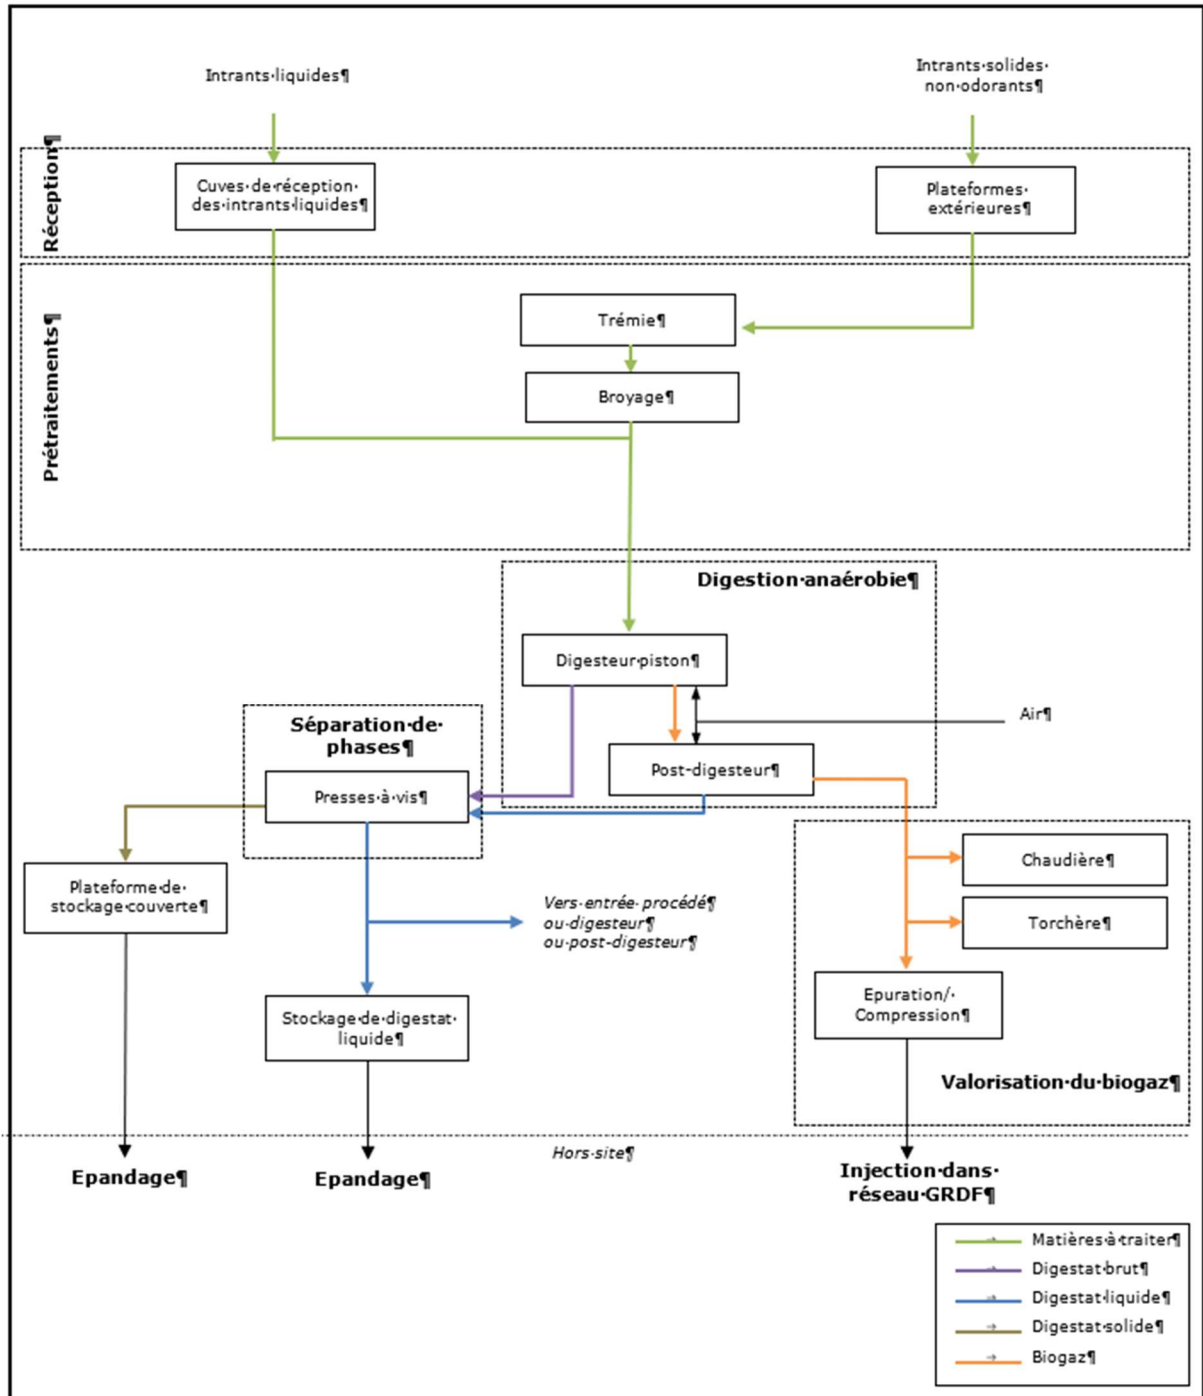 Intrants·liquides¶
Intrants·solides·
non·odorants¶
Réception¶
Cuves·de·réception·
des·intrants·liquides¶
Plateformes·
extérieures¶
Prétraitements¶
Trémie¶
Broyage¶
Digestion·anaérobie¶
Digesteur·piston¶
Air¶
Séparation·de·
phases¶
Post-digesteur¶
Presses·à·vis¶
Chaudière¶
Plateforme·de·
stockage·couverte¶
Vers·entrée·procédé¶
ou·digesteur¶
ou·post-digesteur¶
Torchère¶
Epuration/·
Compression¶
Stockage·de·digestat·
liquide¶
Valorisation·du·biogaz¶
Hors·site¶
Epandage¶
Epandage¶
Injection·dans·
réseau·GRDF¶
Matières·à·traiter¶
Digestat·brut¶
Digestat·liquide¶
Digestat·solide¶
Biogaz¶